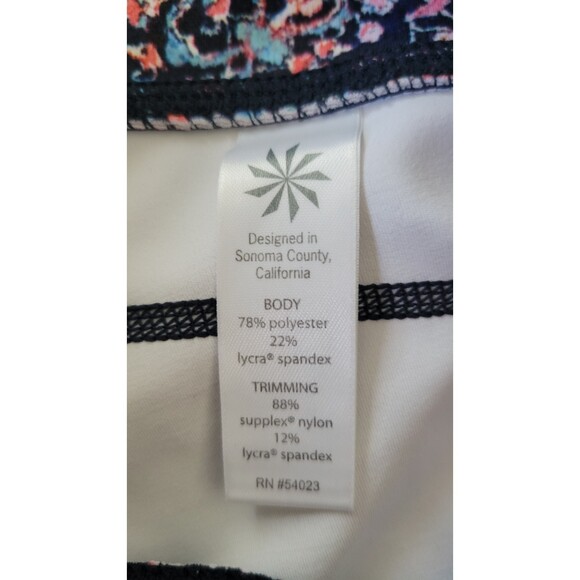 Designed in
Sonoma County,
California
BODY
78% polyester
22%
lycra® spandex
TRIMMING
88%
supplex® nylon
12%
lycra® spandex
RN #54023